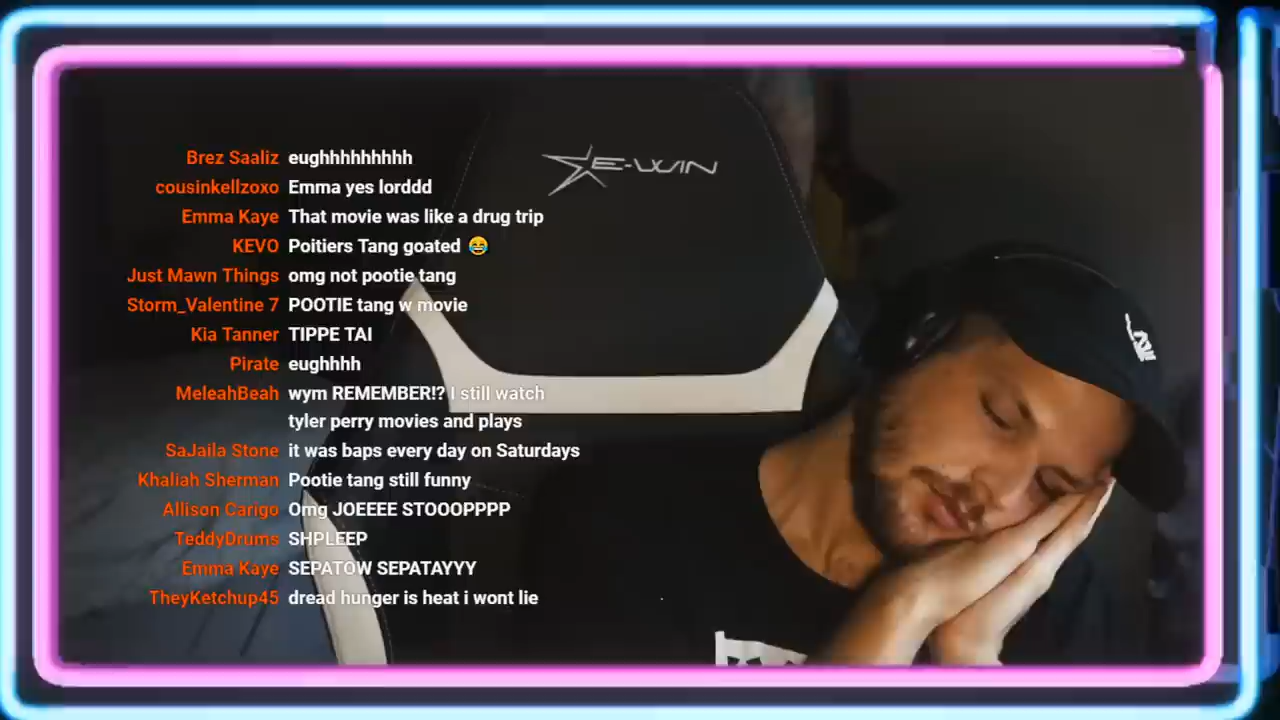 E-WIN
Brez Saaliz eughhhhhhhhh
cousinkellzoxo Emma yes lorddd
Emma Kaye That movie was like a drug trip
KEVO Poitiers Tang goated 😂
Just Mawn Things omg not pootie tang
Storm_Valentine 7 POOTIE tang w movie
Kia Tanner TIPPE TAI
Pirate eughhhh
MeleahBeah wym REMEMBER!? I still watch
tyler perry movies and plays
SaJaila Stone it was baps every day on Saturdays
Khaliah Sherman Pootie tang still funny
Allison Carigo Omg JOEEEE STOOOPPPP
TeddyDrums SHPLEEP
Emma Kaye SEPATOW SEPATAYYY
TheyKetchup45 dread hunger is heat i wont lie